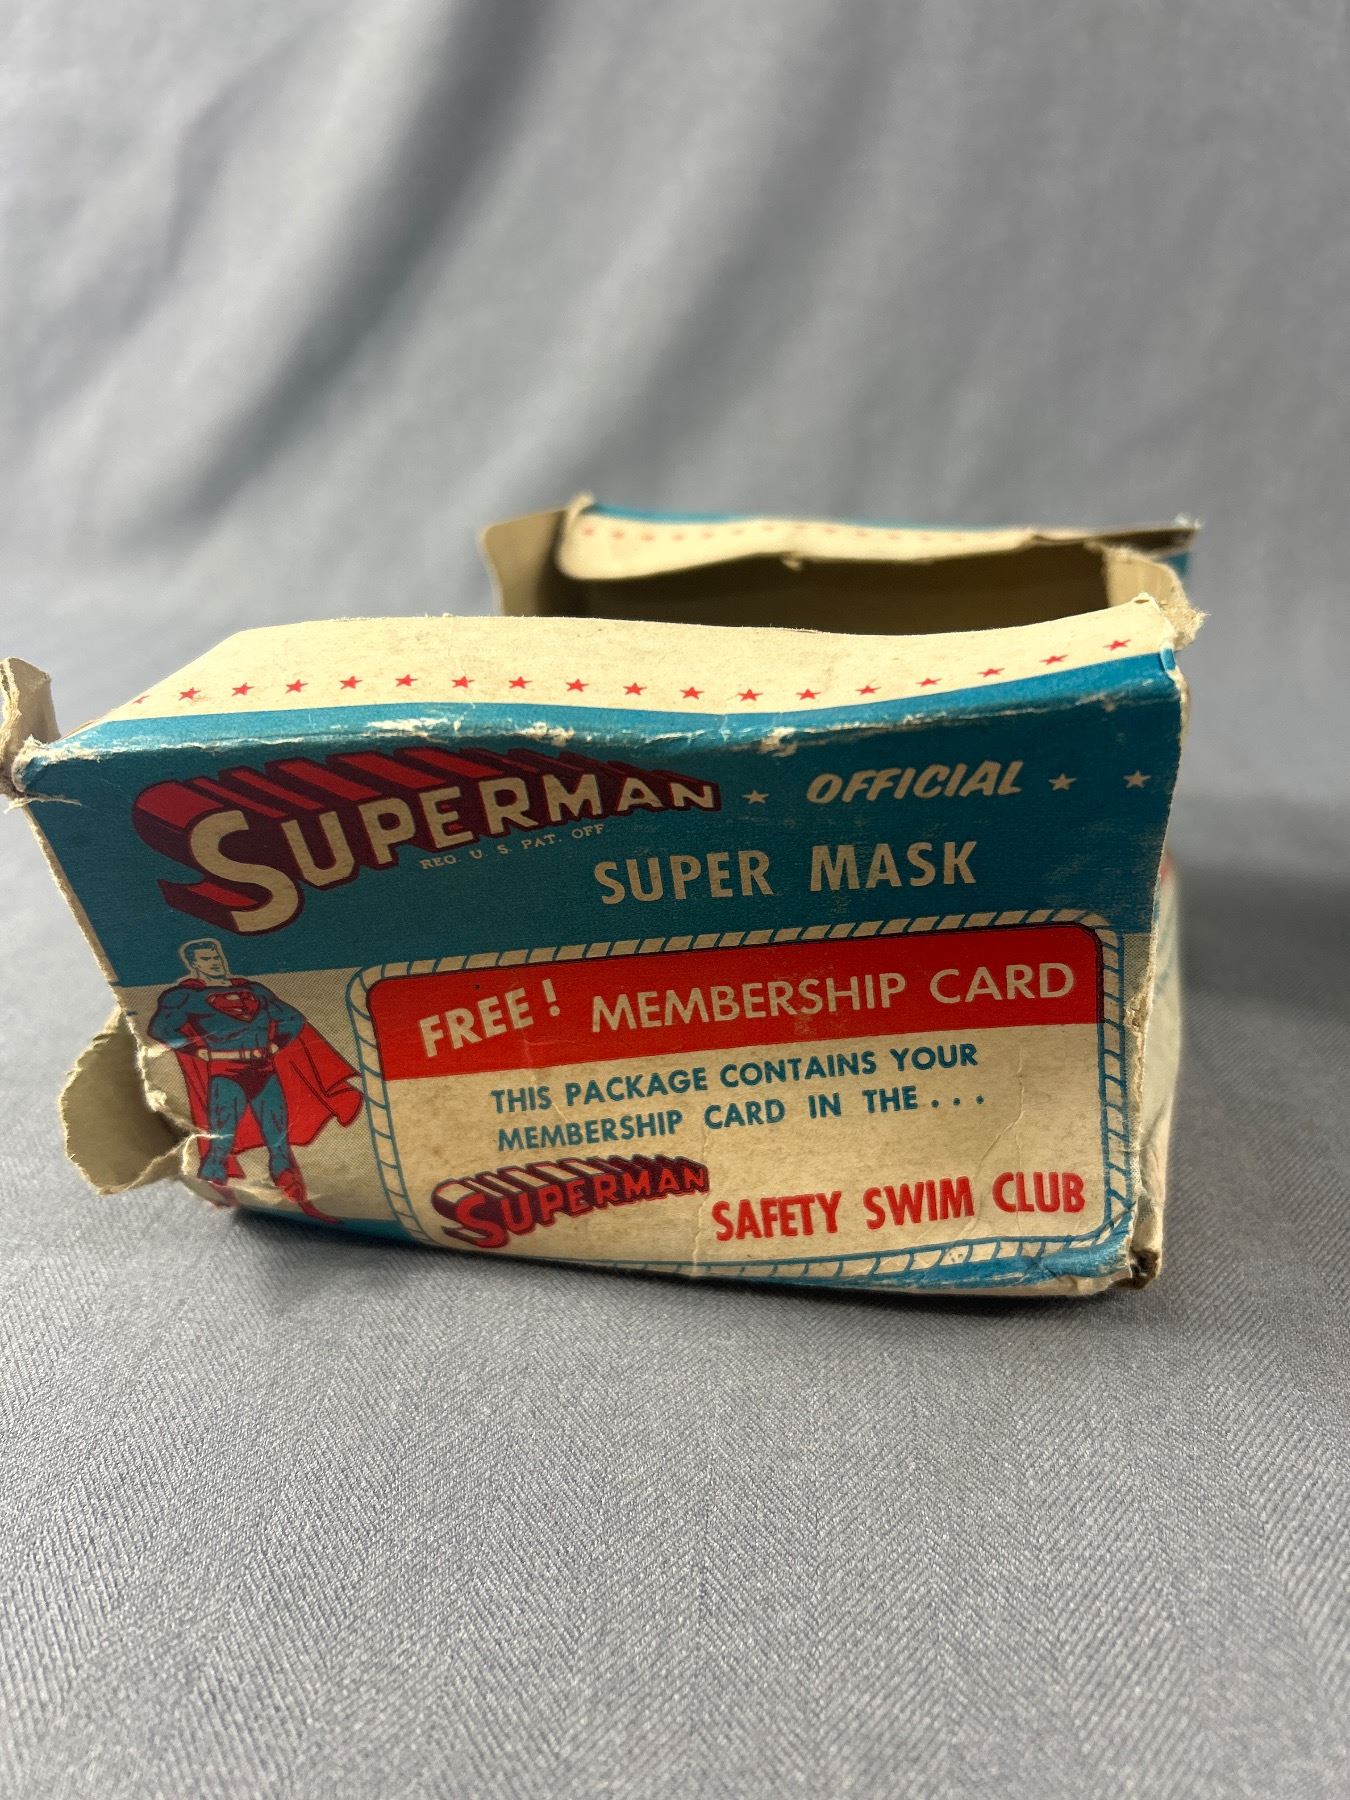 SUPERMAN
REG. U. S. PAT. OFF
OFFICIAL
SUPER MASK
FREE! MEMBERSHIP CARD
THIS PACKAGE CONTAINS YOUR
MEMBERSHIP CARD IN THE...
SUPERMAN SAFETY SWIM CLUB